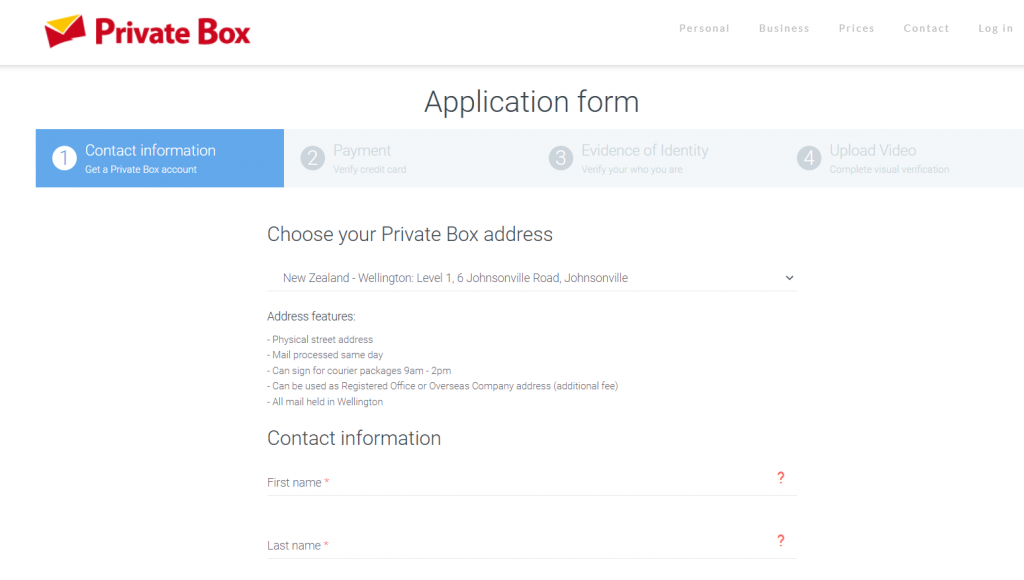 Private Box
Personal Business Prices Contact Log in
Application form
1 Contact information
Get a Private Box account
2 Payment
Verify credit card
3 Evidence of Identity
Verify your who you are
4 Upload Video
Complete visual verification
Choose your Private Box address
New Zealand - Wellington: Level 1, 6 Johnsonville Road, Johnsonville
Address features:
- Physical street address
- Mail processed same day
- Can sign for courier packages 9am - 2pm
- Can be used as Registered Office or Overseas Company address (additional fee)
- All mail held in Wellington
Contact information
First name * ?
Last name * ?